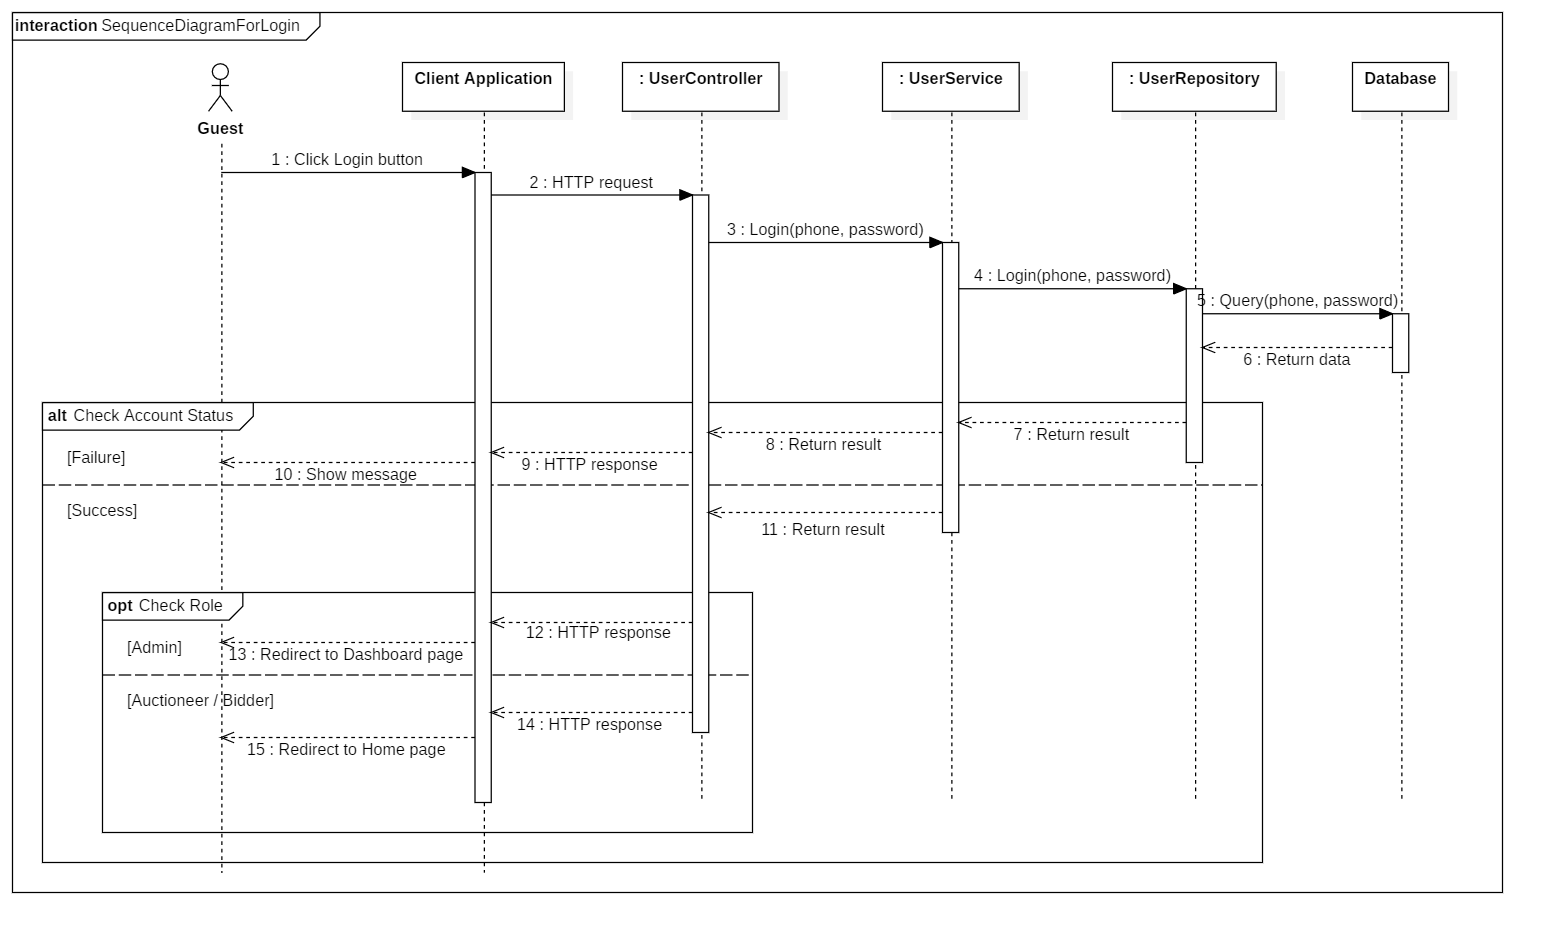 interaction SequenceDiagramForLogin
Guest
Client Application
: UserController
: UserService
: UserRepository
Database
1 : Click Login button
2 : HTTP request
3 : Login(phone, password)
4 : Login(phone, password)
5 : Query(phone, password)
6 : Return data
alt Check Account Status
7 : Return result
8 : Return result
[Failure]
9 : HTTP response
10 : Show message
[Success]
11 : Return result
opt Check Role
12 : HTTP response
[Admin]
13 : Redirect to Dashboard page
[Auctioneer / Bidder]
14 : HTTP response
15 : Redirect to Home page